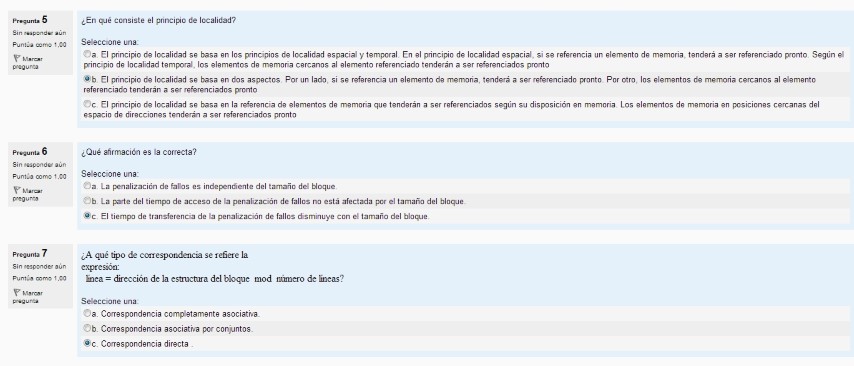 Pregunta 5
Sin responder aún
Puntúa como 1,00
Marcar
pregunta
¿En qué consiste el principio de localidad?
Seleccione una:
a. El principio de localidad se basa en los principios de localidad espacial y temporal. En el principio de localidad espacial, si se referencia un elemento de memoria, tenderá a ser referenciado pronto. Según el
principio de localidad temporal, los elementos de memoria cercanos al elemento referenciado tenderán a ser referenciados pronto
b. El principio de localidad se basa en dos aspectos. Por un lado, si se referencia un elemento de memoria, tenderá a ser referenciado pronto. Por otro, los elementos de memoria cercanos al elemento
referenciado tenderán a ser referenciados pronto
c. El principio de localidad se basa en la referencia de elementos de memoria que tenderán a ser referenciados según su disposición en memoria. Los elementos de memoria en posiciones cercanas del
espacio de direcciones tenderán a ser referenciados pronto
Pregunta 6
Sin responder aún
Puntúa como 1,00
Marcar
pregunta
¿Qué afirmación es la correcta?
Seleccione una:
a. La penalización de fallos es independiente del tamaño del bloque.
b. La parte del tiempo de acceso de la penalización de fallos no está afectada por el tamaño del bloque.
c. El tiempo de transferencia de la penalización de fallos disminuye con el tamaño del bloque.
Pregunta 7
Sin responder aún
Puntúa como 1,00
Marcar
pregunta
¿A qué tipo de correspondencia se refiere la
expresión:
línea = dirección de la estructura del bloque mod número de líneas?
Seleccione una:
a. Correspondencia completamente asociativa.
b. Correspondencia asociativa por conjuntos.
c. Correspondencia directa .